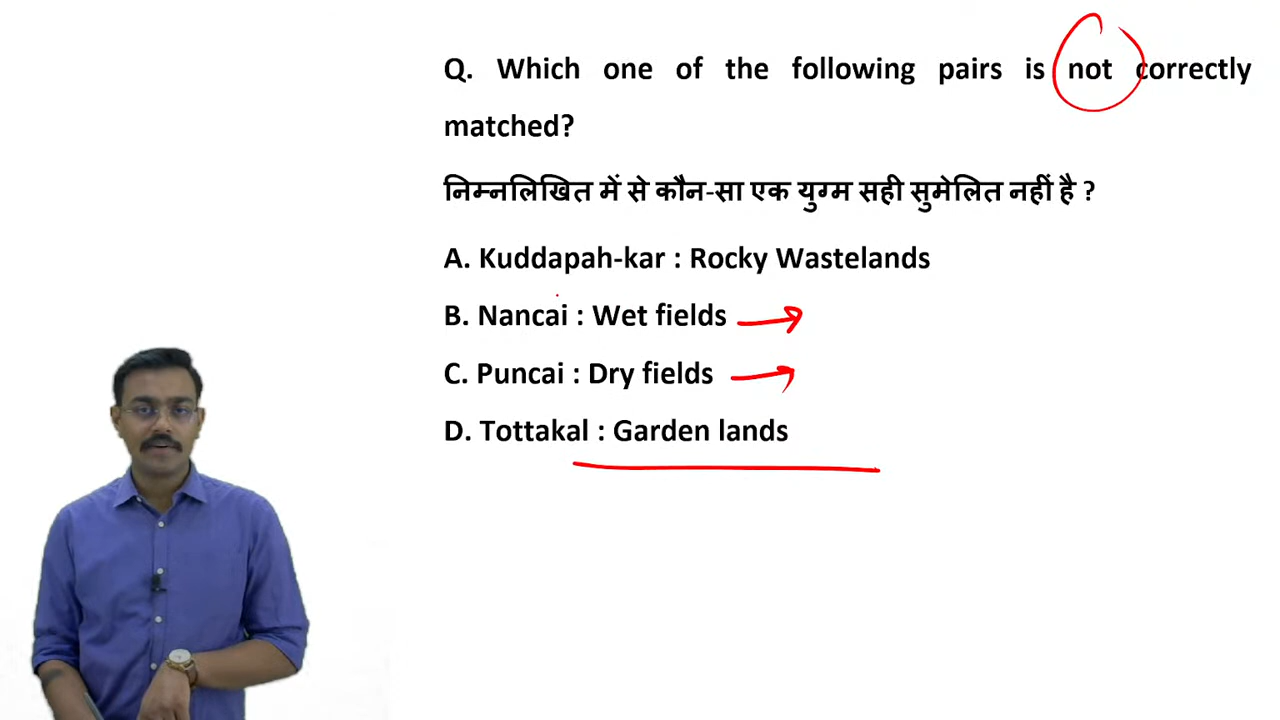 Q. Which one of the following pairs is not correctly
matched?
निम्नलिखित में से कौन-सा एक युग्म सही सुमेलित नहीं है ?
A. Kuddapah-kar : Rocky Wastelands
B. Nancai : Wet fields
C. Puncai : Dry fields
D. Tottakal : Garden lands